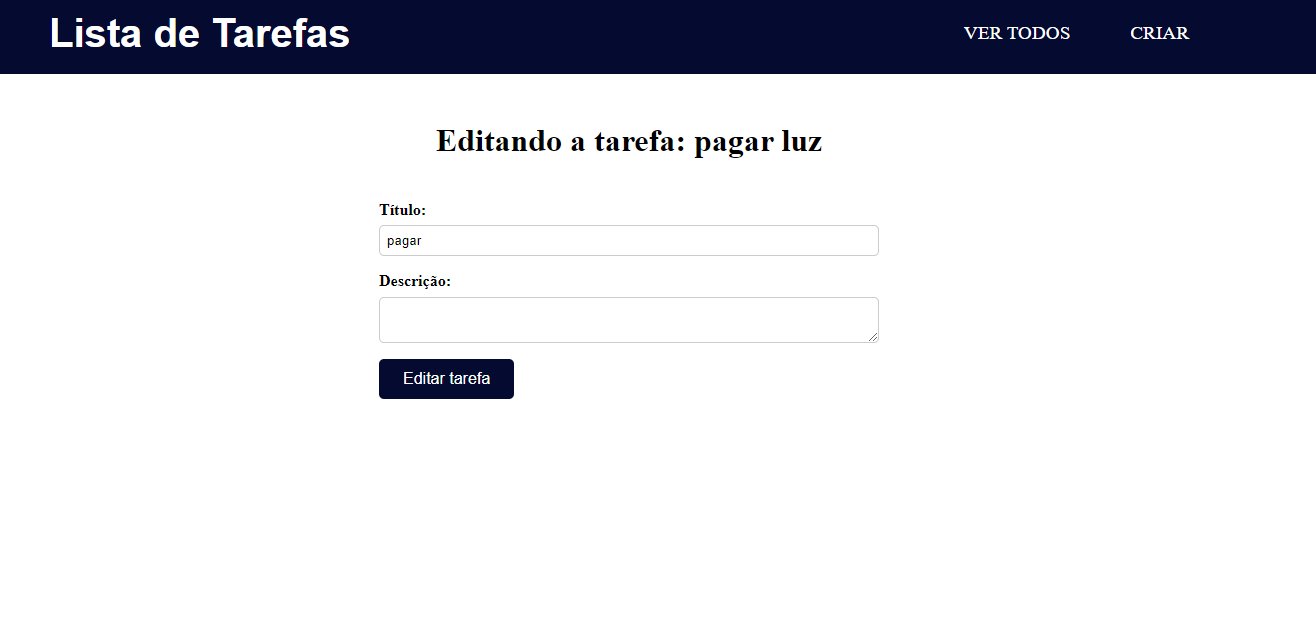 Lista de Tarefas
VER TODOS
CRIAR
Editando a tarefa: pagar luz
Título:
pagar
Descrição:
Editar tarefa